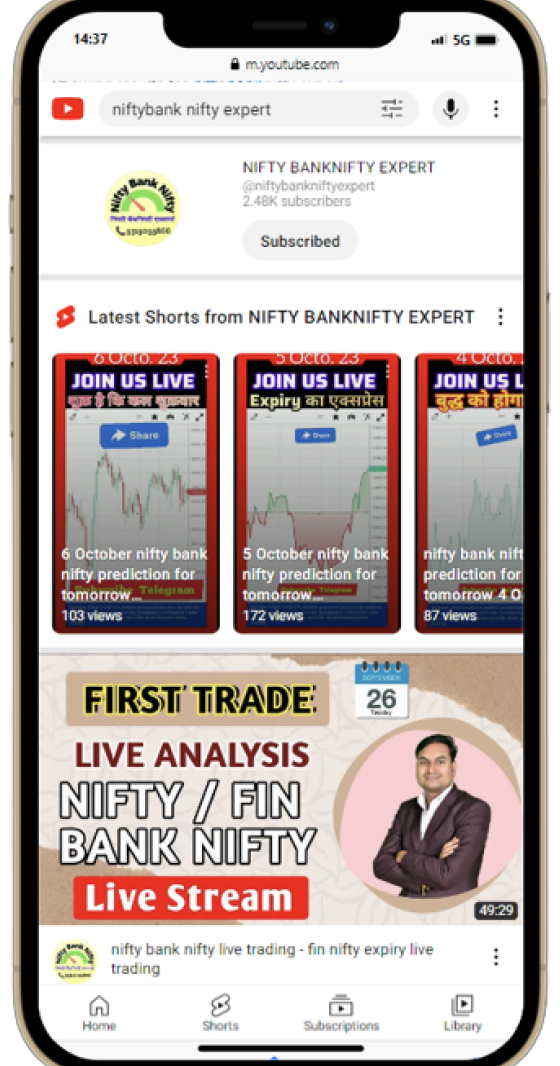 14:37
5G
m.youtube.com
niftybank nifty expert
NIFTY BANKNIFTY EXPERT
@niftybankniftyexpert
2.48K subscribers
Subscribed
Nifty Bank Nifty
Latest Shorts from NIFTY BANKNIFTY EXPERT
6 Octo. 23
JOIN US LIVE
शुक्र है कि कल शुक्रवार
Share
6 October nifty bank
nifty prediction for
tomorrow...
Telegram
103 views
5 Octo. 23
JOIN US LIVE
Expiry का एक्सप्रेस
Share
5 October nifty bank
nifty prediction for
tomorrow...
Telegram
172 views
4 Octo.
JOIN US L
बुद्ध को होगा
Share
nifty bank nift
prediction for
tomorrow 4 O
87 views
FIRST TRADE
SEPTEMBER
26
Tuesday
LIVE ANALYSIS
NIFTY / FIN
BANK NIFTY
Live Stream
49:29
nifty bank nifty live trading - fin nifty expiry live
trading
Home
Shorts
Subscriptions
Library